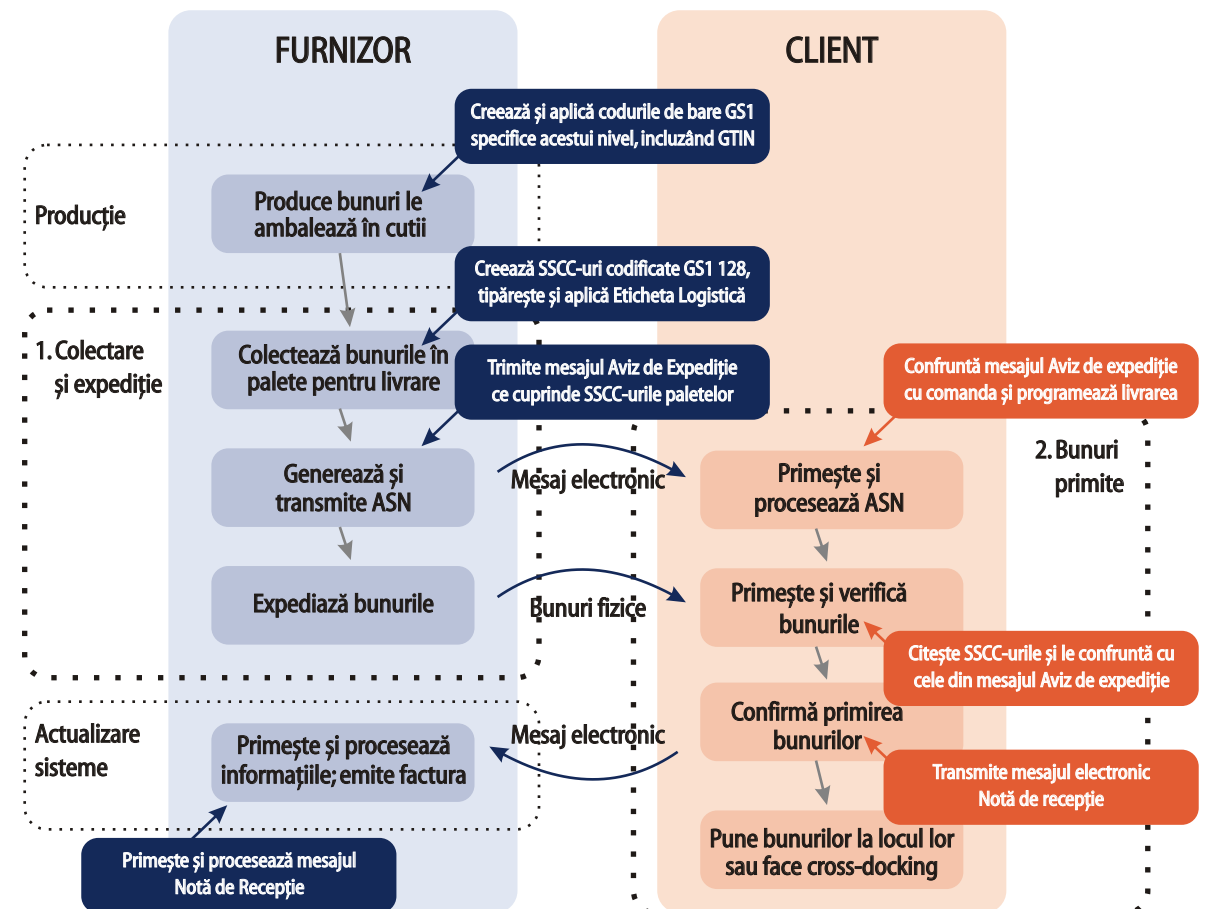 FURNIZOR
CLIENT
Creează și aplică codurile de bare GS1
specifice acestui nivel, incluzând GTIN
Producție
Produce bunuri le
ambalează în cutii
Creează SSCC-uri codificate GS1 128,
tipărește și aplică Eticheta Logistică
1. Colectare
și expediție
Colectează bunurile în
palete pentru livrare
Trimite mesajul Aviz de Expediție
ce cuprinde SSCC-urile paletelor
Confruntă mesajul Aviz de expediție
cu comanda și programează livrarea
Generează și
transmite ASN
Mesaj electronic
Primește și
procesează ASN
2. Bunuri
primite
Expediază bunurile
Bunuri fizice
Primește și verifică
bunurile
Citește SSCC-urile și le confruntă cu
cele din mesajul Aviz de expediție
Actualizare
sisteme
Primește și procesează
informațiile; emite factura
Mesaj electronic
Confirmă primirea
bunurilor
Transmite mesajul electronic
Notă de recepție
Pune bunurilor la locul lor
sau face cross-docking
Primește și procesează mesajul
Notă de Recepție